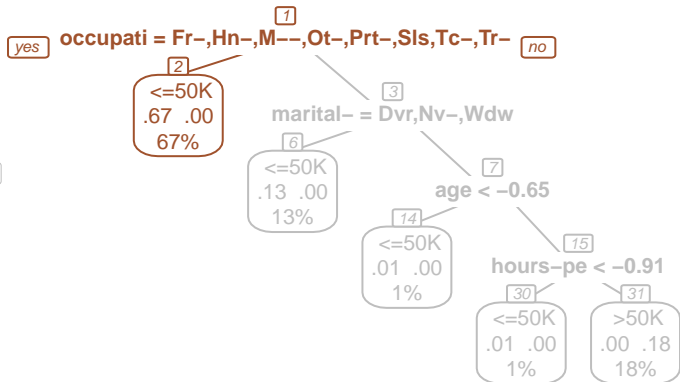 1
yes occupati = Fr−,Hn−,M−−,Ot−,Prt−,Sls,Tc−,Tr− no
2
<=50K
.67 .00
67%
3
marital− = Dvr,Nv−,Wdw
6
<=50K
.13 .00
13%
7
age < −0.65
14
<=50K
.01 .00
1%
15
hours−pe < −0.91
30
<=50K
.01 .00
1%
31
>50K
.00 .18
18%